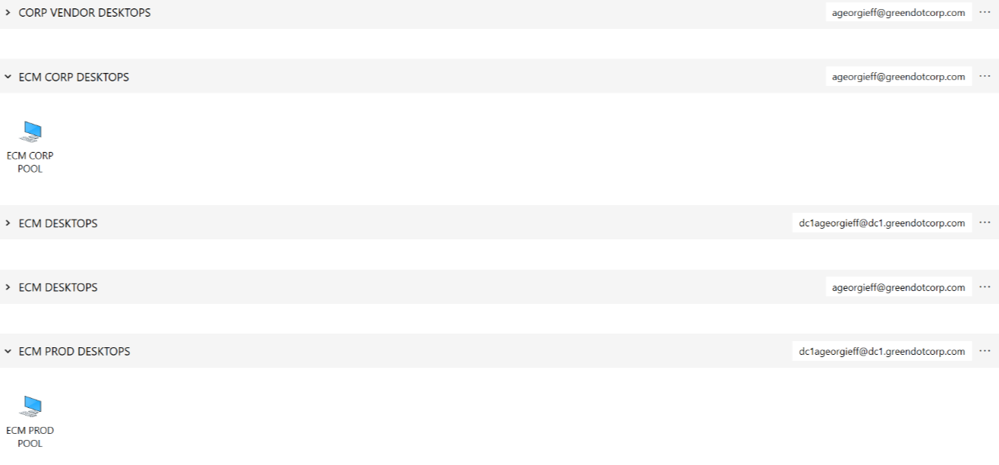 CORP VENDOR DESKTOPS ageorgieff@greendotcorp.com ...
ECM CORP DESKTOPS ageorgieff@greendotcorp.com ...
ECM CORP
POOL
ECM DESKTOPS dc1ageorgieff@dc1.greendotcorp.com ...
ECM DESKTOPS ageorgieff@greendotcorp.com ...
ECM PROD DESKTOPS dc1ageorgieff@dc1.greendotcorp.com ...
ECM PROD
POOL